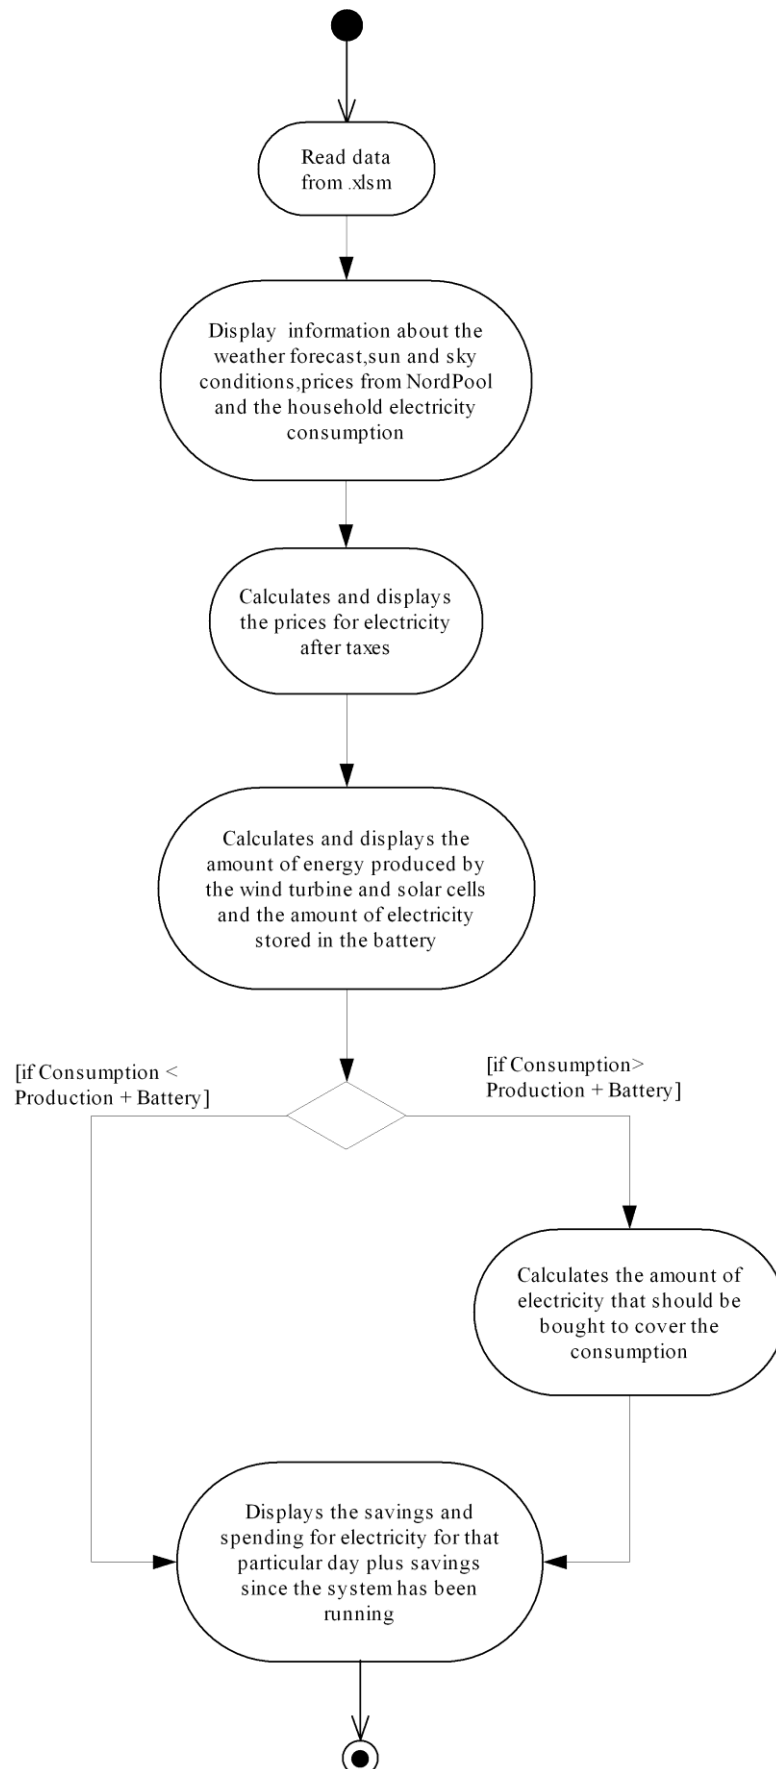 Read data
from .xlsm
Display  information about the
weather forecast,sun and sky
conditions,prices from NordPool
and the household electricity
consumption
Calculates and displays
the prices for electricity
after taxes
Calculates and displays the
amount of energy produced by
the wind turbine and solar cells
and the amount of electricity
stored in the battery
[if Consumption <
Production + Battery]
[if Consumption>
Production + Battery]
Calculates the amount of
electricity that should be
bought to cover the
consumption
Displays the savings and
spending for electricity for that
particular day plus savings
since the system has been
running